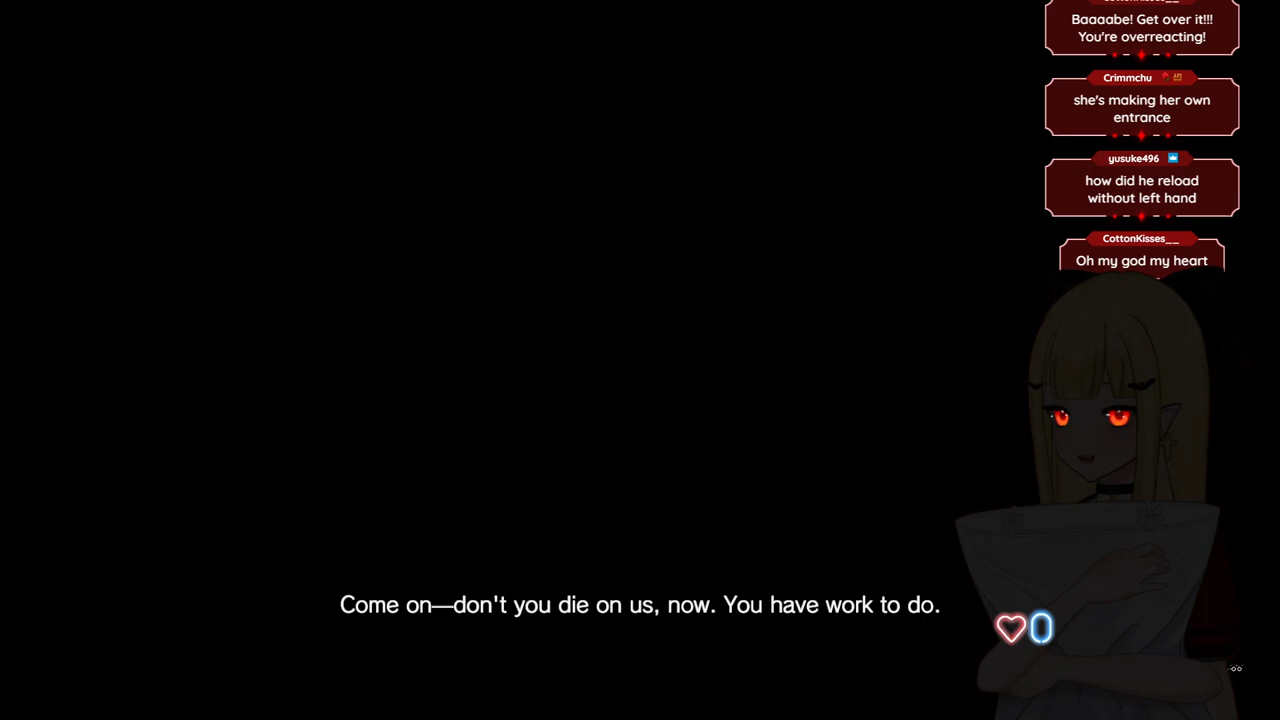 CottonKisses__
Baaaabe! Get over it!!!
You're overreacting!
Crimmchu
she's making her own
entrance
yusuke496
how did he reload
without left hand
CottonKisses__
Oh my god my heart
Come on—don't you die on us, now. You have work to do.
0